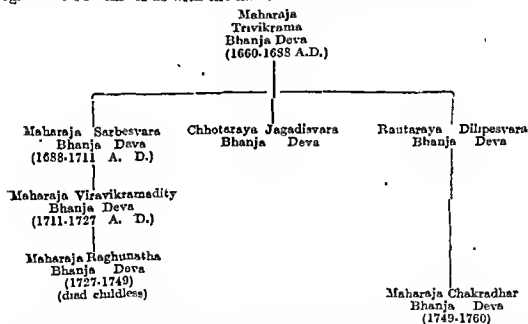 Maharaja
Trivikrama
Bhanja Deva
(1660-1688 A.D.)
Maharaja Sarbesvara
Bhanja Deva
(1688-1711 A. D.)
Chhotaraya Jagadisvara
Bhanja Deva
Rautaraya Dilipesvara
Bhanja Deva
Maharaja Viravikramadity
Bhanja Deva
(1711-1727 A. D.)
Maharaja Raghunatha
Bhanja Deva
(1727-1749)
(died childless)
Maharaja Chakradhar
Bhanja Deva
(1749-1760)